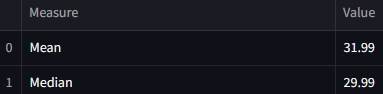 Measure Value
0 Mean 31.99
1 Median 29.99